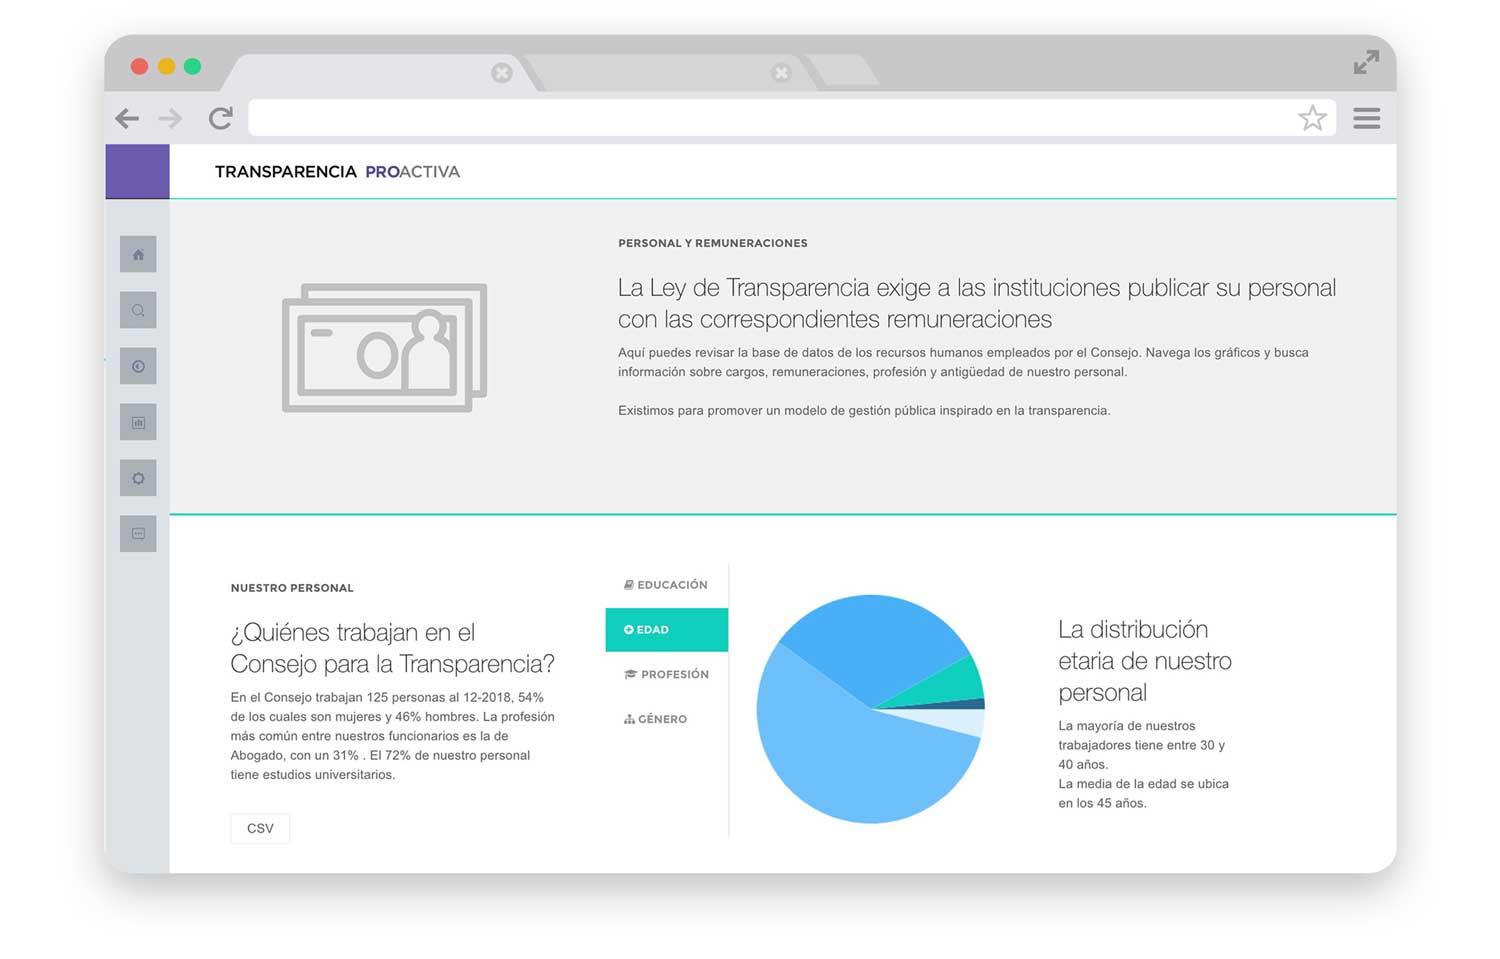 TRANSPARENCIA PROACTIVA
PERSONAL Y REMUNERACIONES
La Ley de Transparencia exige a las instituciones publicar su personal
con las correspondientes remuneraciones
Aquí puedes revisar la base de datos de los recursos humanos empleados por el Consejo. Navega los gráficos y busca
información sobre cargos, remuneraciones, profesión y antigüedad de nuestro personal.
Existimos para promover un modelo de gestión pública inspirado en la transparencia.
NUESTRO PERSONAL
¿Quiénes trabajan en el
Consejo para la Transparencia?
En el Consejo trabajan 125 personas al 12-2018, 54%
de los cuales son mujeres y 46% hombres. La profesión
más común entre nuestros funcionarios es la de
Abogado, con un 31% . El 72% de nuestro personal
tiene estudios universitarios.
CSV
EDUCACIÓN
EDAD
PROFESIÓN
GÉNERO
La distribución
etaria de nuestro
personal
La mayoría de nuestros
trabajadores tiene entre 30 y
40 años.
La media de la edad se ubica
en los 45 años.